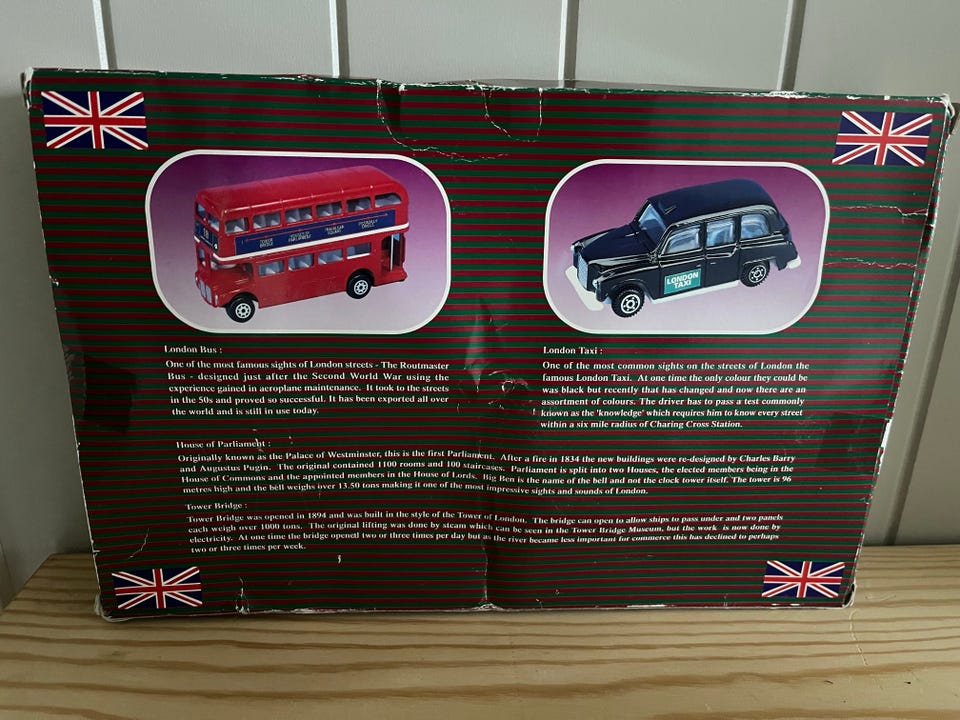 TOWER BRIDGE
HOUSES OF PARLIAMENT
TRAFALGAR SQUARE
PICCADILLY CIRCUS
LONDON
TAXI
London Bus :
One of the most famous sights of London streets - The Routmaster
Bus - designed just after the Second World War using the
experience gained in aeroplane maintenance. It took to the streets
in the 50s and proved so successful. It has been exported all over
the world and is still in use today.
London Taxi :
One of the most common sights on the streets of London the
famous London Taxi. At one time the only colour they could be
was black but recently that has changed and now there are an
assortment of colours. The driver has to pass a test commonly
known as the 'knowledge' which requires him to know every street
within a six mile radius of Charing Cross Station.
House of Parliament :
Originally known as the Palace of Westminster, this is the first Parliament. After a fire in 1834 the new buildings were re-designed by Charles Barry
and Augustus Pugin. The original contained 1100 rooms and 100 staircases. Parliament is split into two Houses, the elected members being in the
House of Commons and the appointed members in the House of Lords. Big Ben is the name of the bell and not the clock tower itself. The tower is 96
metres high and the bell weighs over 13.50 tons making it one of the most impressive sights and sounds of London.
Tower Bridge :
Tower Bridge was opened in 1894 and was built in the style of the Tower of London. The bridge can open to allow ships to pass under and two panels
each weigh over 1000 tons. The original lifting was done by steam which can be seen in the Tower Bridge Museum, but the work is now done by
electricity. At one time the bridge opened two or three times per day but as the river became less important for commerce this has declined to perhaps
two or three times per week.